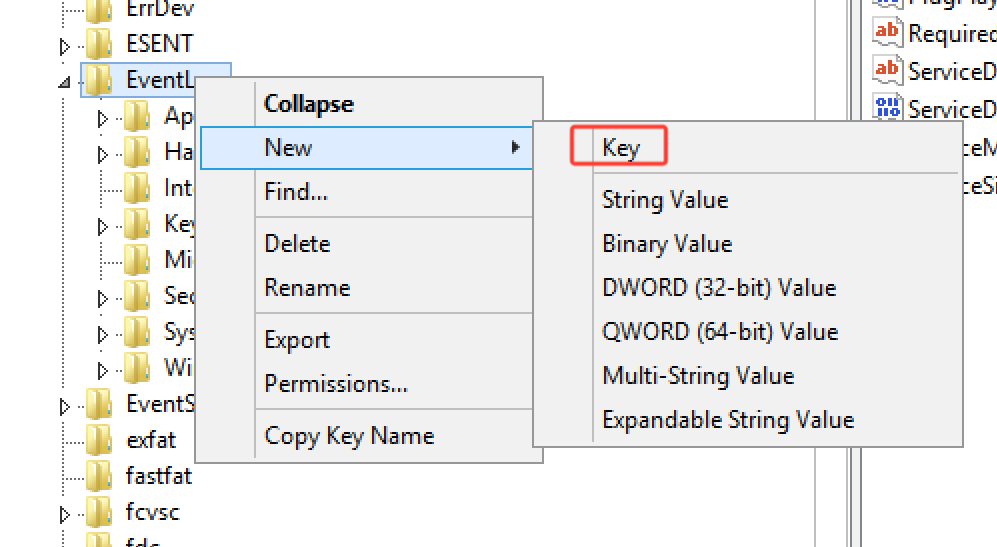 ErrDev
ESENT
EventL
Ap
Ha
Int
Key
Mi
Sec
Sys
Wi
EventS
exfat
fastfat
fcvsc
fdc
Collapse
New
Find...
Delete
Rename
Export
Permissions...
Copy Key Name
Key
String Value
Binary Value
DWORD (32-bit) Value
QWORD (64-bit) Value
Multi-String Value
Expandable String Value
PlugPlay
Required
ServiceD
ServiceD
ceM
ceSi